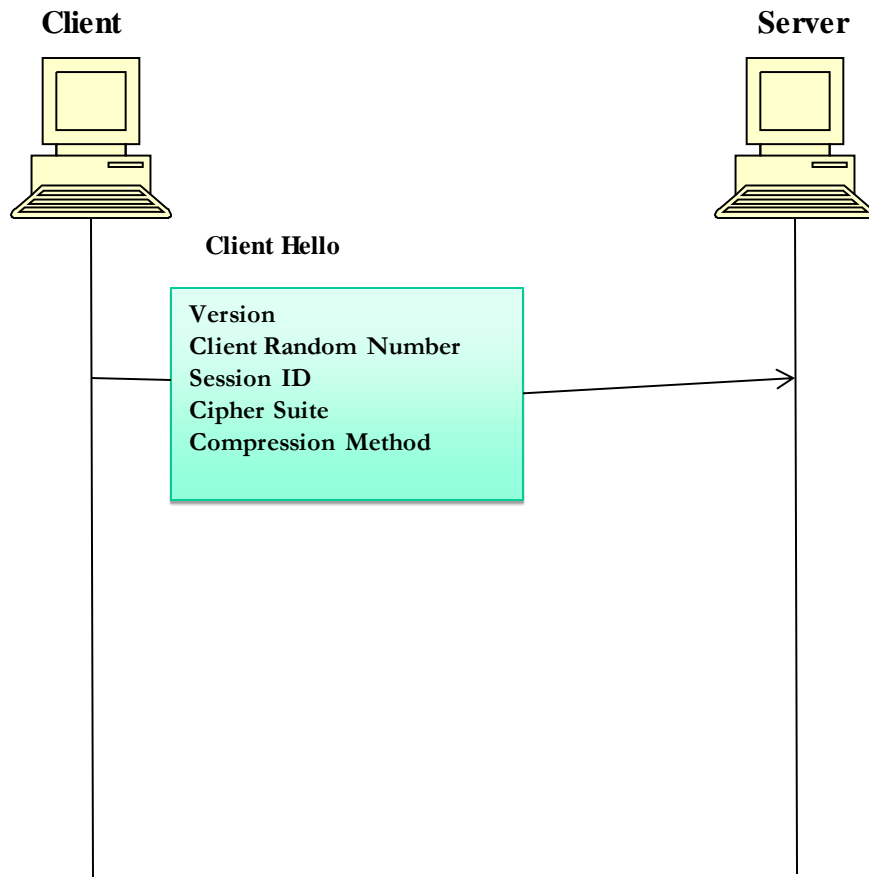 Client
Server
Client Hello
Version
Client Random Number
Session ID
Cipher Suite
Compression Method